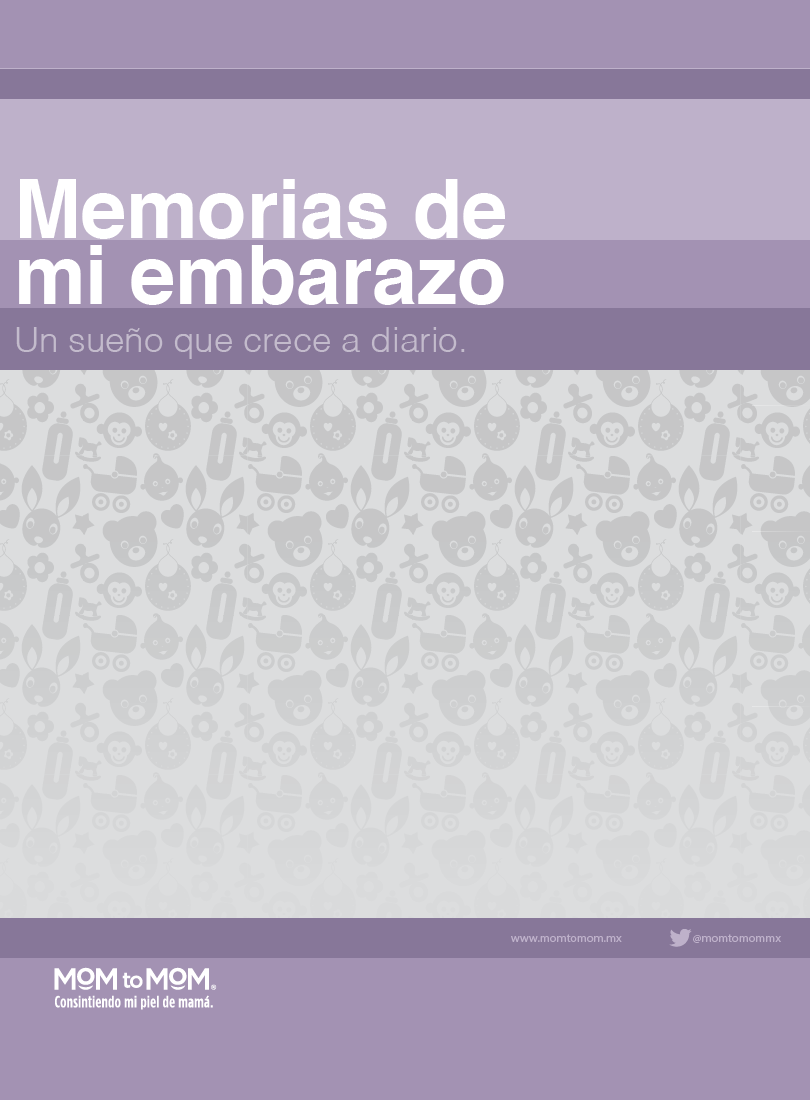 Memorias de
mi embarazo
Un sueño que crece a diario.
www.momtomom.mx
@momtomommx
MOM to MOM®
Consintiendo mi piel de mamá.